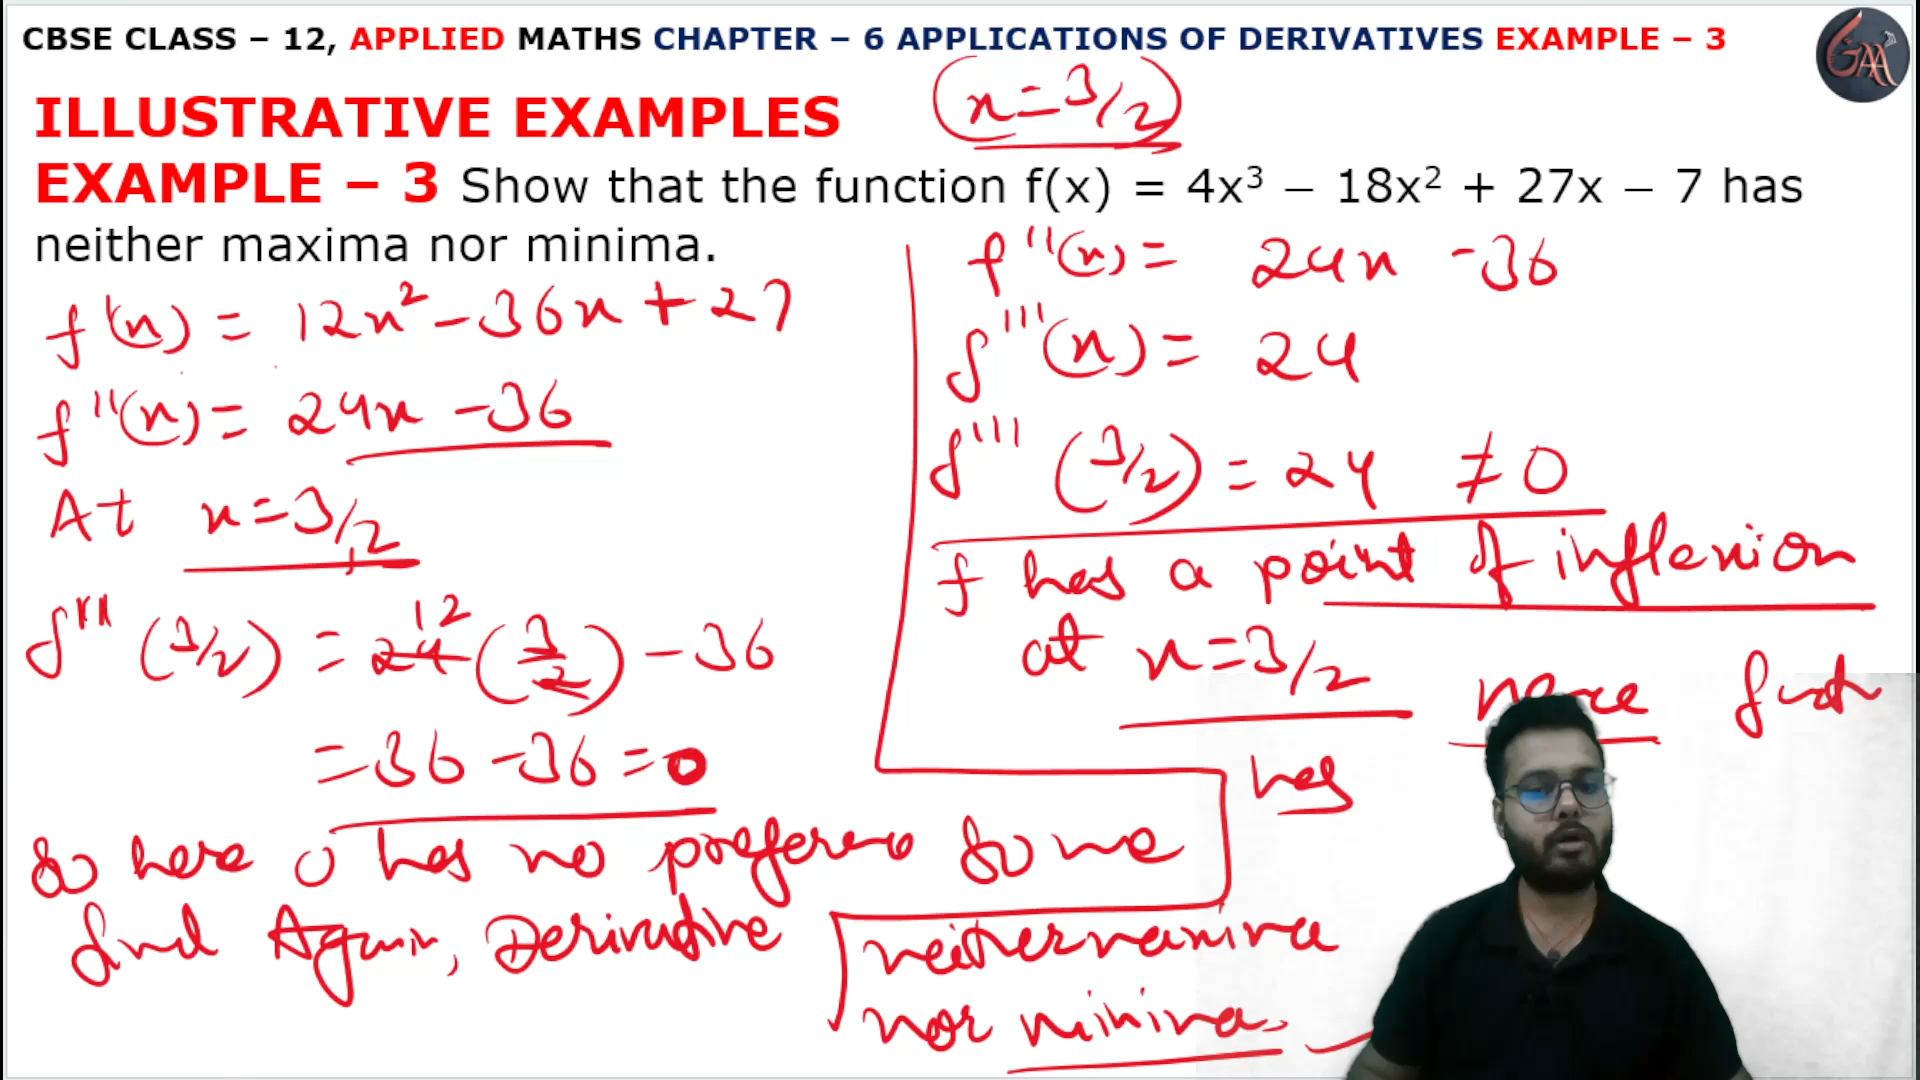 CBSE CLASS – 12, APPLIED MATHS CHAPTER – 6 APPLICATIONS OF DERIVATIVES EXAMPLE – 3
GAA
ILLUSTRATIVE EXAMPLES
x=3/2
EXAMPLE – 3 Show that the function f(x) = 4x³ – 18x² + 27x – 7 has
neither maxima nor minima.
f'(x) = 12x² - 36x + 27
f''(x) = 24x - 36
At x=3/2
f''(3/2) = 24 12 (3/2) - 36
= 36 - 36 = 0
So here 0 has no preference so we
find Again, Derivative
f''(x) = 24x - 36
f'''(x) = 24
f'''(3/2) = 24 ≠ 0
f has a point of inflexion
at x=3/2
has
neither maxima
nor minima.